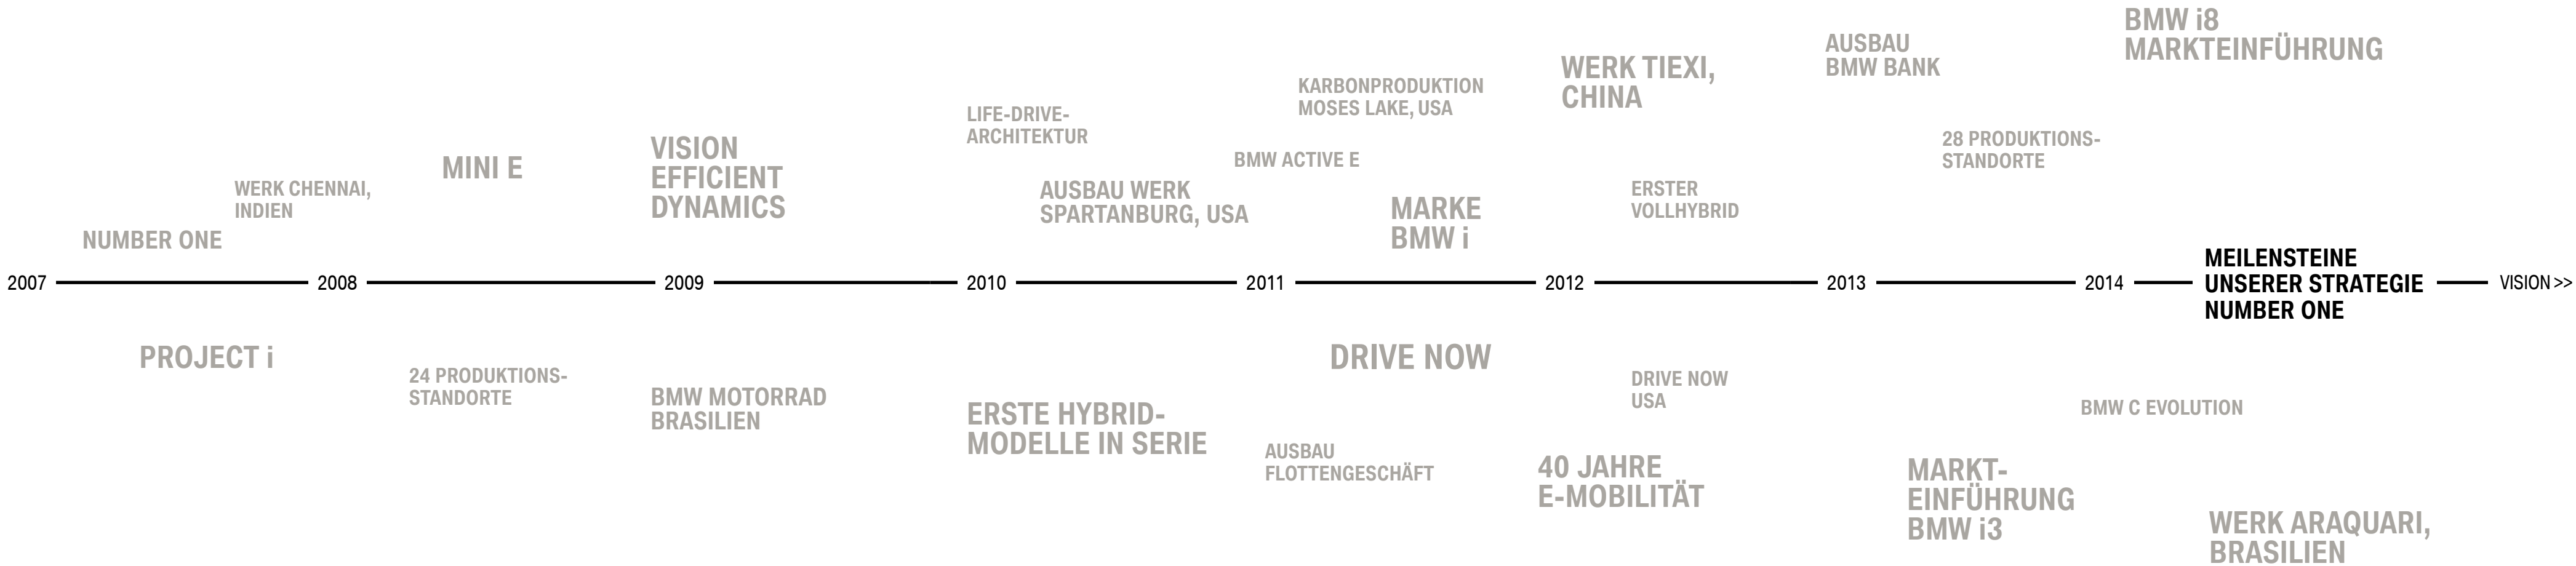 BMW i8
MARKTEINFÜHRUNG
AUSBAU
BMW BANK
WERK TIEXI,
CHINA
KARBONPRODUKTION
MOSES LAKE, USA
LIFE-DRIVE-
ARCHITEKTUR
28 PRODUKTIONS-
STANDORTE
VISION
EFFICIENT
DYNAMICS
MINI E
BMW ACTIVE E
WERK CHENNAI,
INDIEN
AUSBAU WERK
SPARTANBURG, USA
ERSTER
VOLLHYBRID
MARKE
BMW i
NUMBER ONE
2007
2008
2009
2010
2011
2012
2013
2014
MEILENSTEINE
UNSERER STRATEGIE
NUMBER ONE
VISION >>
PROJECT i
24 PRODUKTIONS-
STANDORTE
BMW MOTORRAD
BRASILIEN
ERSTE HYBRID-
MODELLE IN SERIE
DRIVE NOW
AUSBAU
FLOTTENGESCHÄFT
DRIVE NOW
USA
40 JAHRE
E-MOBILITÄT
BMW C EVOLUTION
MARKT-
EINFÜHRUNG
BMW i3
WERK ARAQUARI,
BRASILIEN